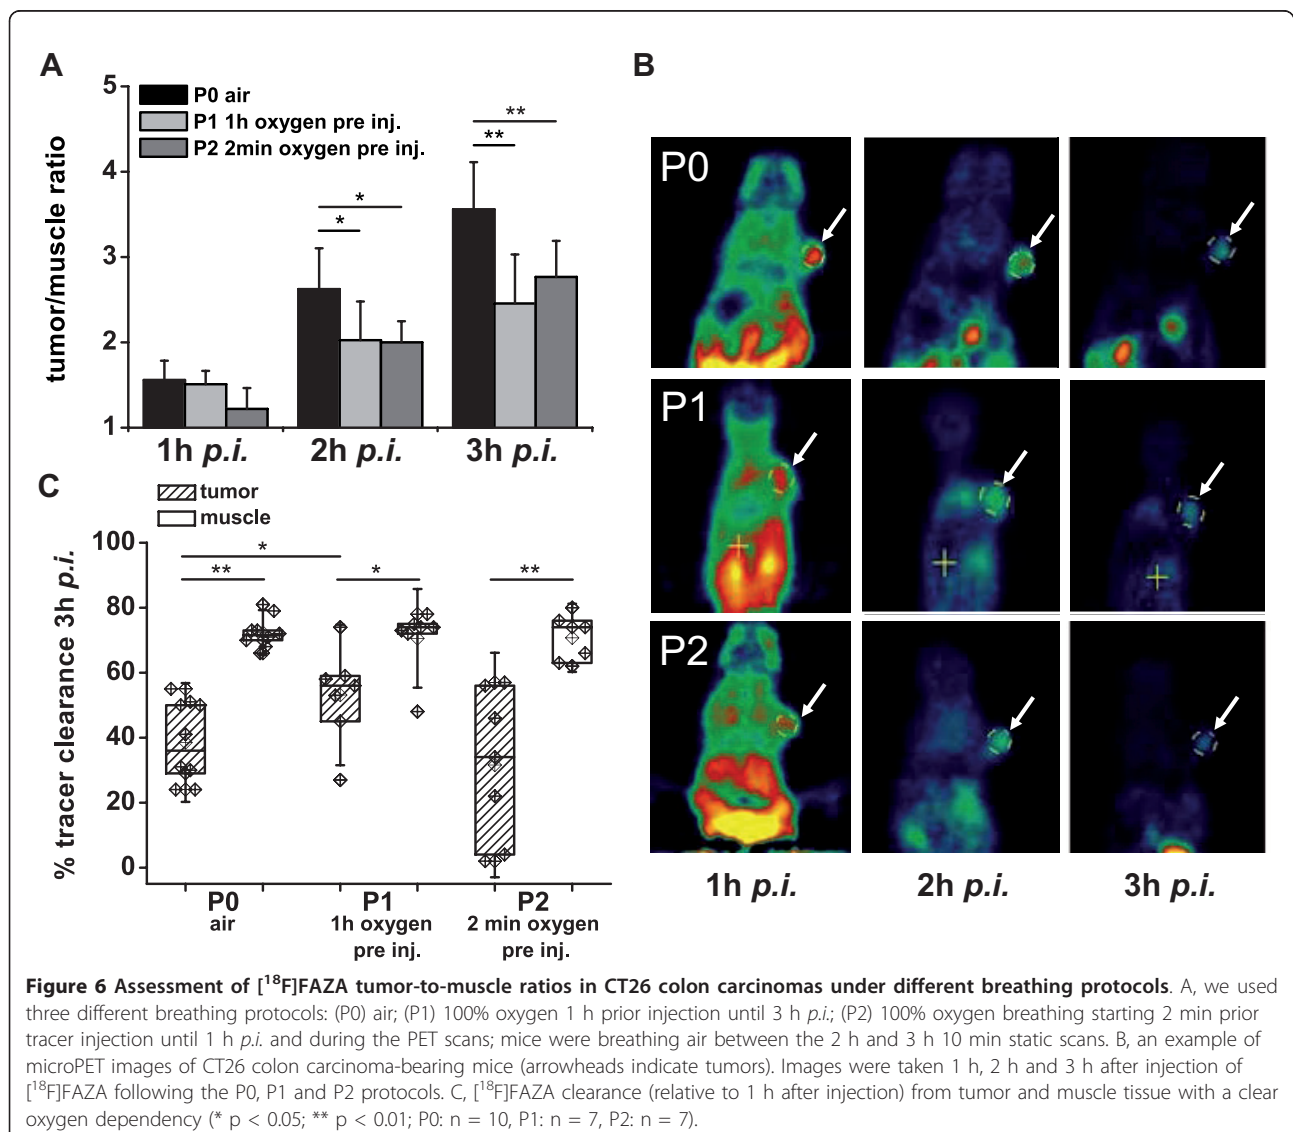 A
tumor/muscle ratio
5
4
3
2
1
P0 air
P1 1h oxygen pre inj.
P2 2min oxygen pre inj.
*
*
**
**
1h p.i.
2h p.i.
3h p.i.
B
P0
P1
P2
1h p.i.
2h p.i.
3h p.i.
C
tumor
muscle
% tracer clearance 3h p.i.
100
80
60
40
20
0
*
**
*
**
P0
air
P1
1h oxygen
pre inj.
P2
2 min oxygen
pre inj.
Figure 6 Assessment of [¹⁸F]FAZA tumor-to-muscle ratios in CT26 colon carcinomas under different breathing protocols. A, we used
three different breathing protocols: (P0) air; (P1) 100% oxygen 1 h prior injection until 3 h p.i.; (P2) 100% oxygen breathing starting 2 min prior
tracer injection until 1 h p.i. and during the PET scans; mice were breathing air between the 2 h and 3 h 10 min static scans. B, an example of
microPET images of CT26 colon carcinoma-bearing mice (arrowheads indicate tumors). Images were taken 1 h, 2 h and 3 h after injection of
[¹⁸F]FAZA following the P0, P1 and P2 protocols. C, [¹⁸F]FAZA clearance (relative to 1 h after injection) from tumor and muscle tissue with a clear
oxygen dependency (* p < 0.05; ** p < 0.01; P0: n = 10, P1: n = 7, P2: n = 7).